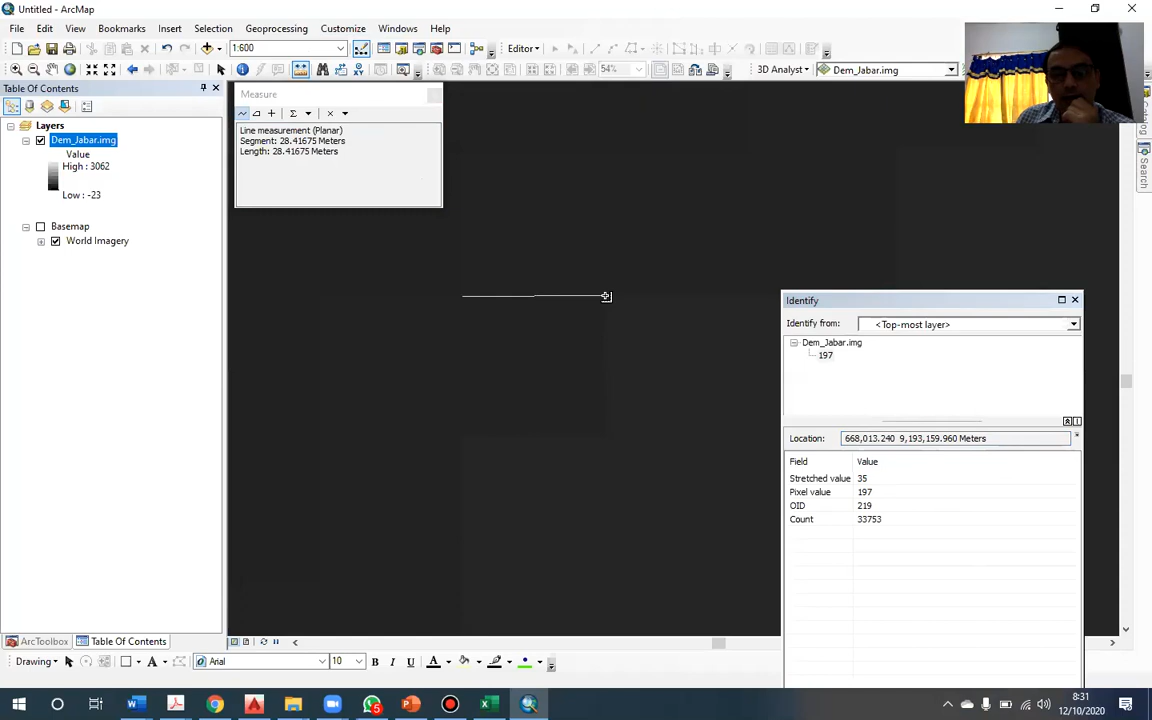 Untitled - ArcMap
File Edit View Bookmarks Insert Selection Geoprocessing Customize Windows Help
1:600
Editor
54%
3D Analyst
Dem_Jabar.img
Table Of Contents
Layers
Dem_Jabar.img
Value
High : 3062
Low : -23
Basemap
World Imagery
Measure
Line measurement (Planar)
Segment: 28.41675 Meters
Length: 28.41675 Meters
Identify
Identify from: <Top-most layer>
Dem_Jabar.img
197
Location: 668,013.240 9,193,159.960 Meters
Field Value
Stretched value 35
Pixel value 197
OID 219
Count 33753
Catalog
Search
ArcToolbox Table Of Contents
Drawing
A
Arial 10 B I U A
8:31
12/10/2020